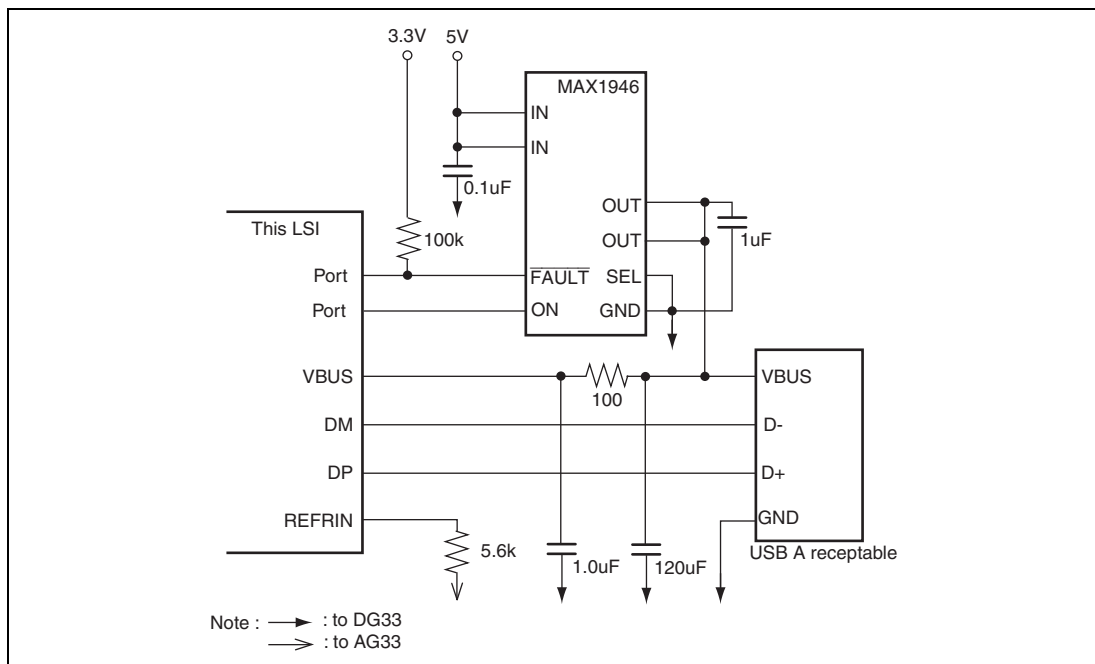 3.3V 5V
MAX1946
IN
IN
0.1uF
OUT
This LSI
100k
OUT
1uF
Port
FAULT
SEL
Port
ON
GND
VBUS
100
VBUS
DM
D-
DP
D+
REFRIN
GND
5.6k
1.0uF
120uF
USB A receptable
Note : : to DG33
: to AG33